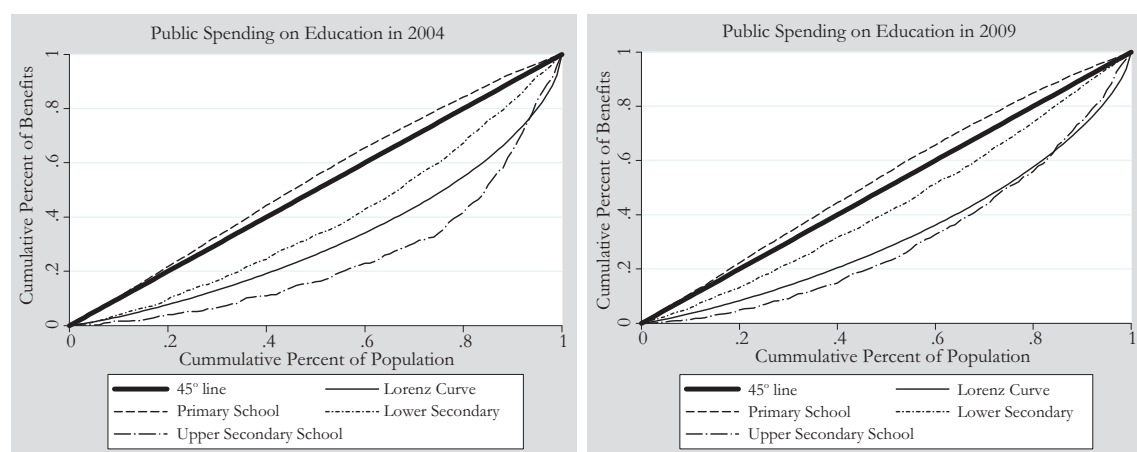 Public Spending on Education in 2004
Cumulative Percent of Benefits
1
.8
.6
.4
.2
0
0 .2 .4 .6 .8 1
Cummulative Percent of Population
45º line Lorenz Curve
Primary School Lower Secondary
Upper Secondary School
Public Spending on Education in 2009
Cumulative Percent of Benefits
1
.8
.6
.4
.2
0
0 .2 .4 .6 .8 1
Cummulative Percent of Population
45º line Lorenz Curve
Primary School Lower Secondary
Upper Secondary School